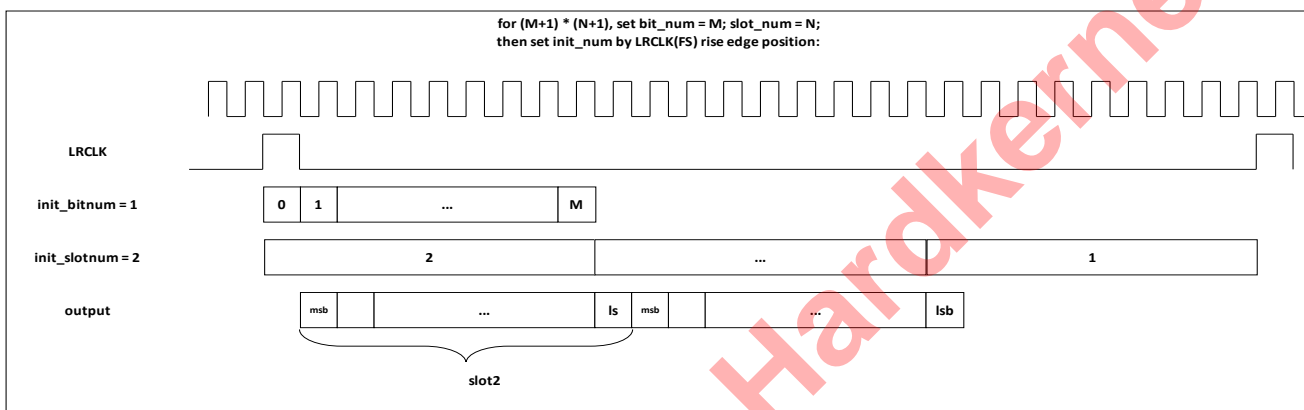 for (M+1) * (N+1), set bit_num = M; slot_num = N;
then set init_num by LRCLK(FS) rise edge position:
LRCLK
init_bitnum = 1
0 1 ... M
init_slotnum = 2
2 ... 1
output
msb ... ls msb ... lsb
slot2
Hardkerne